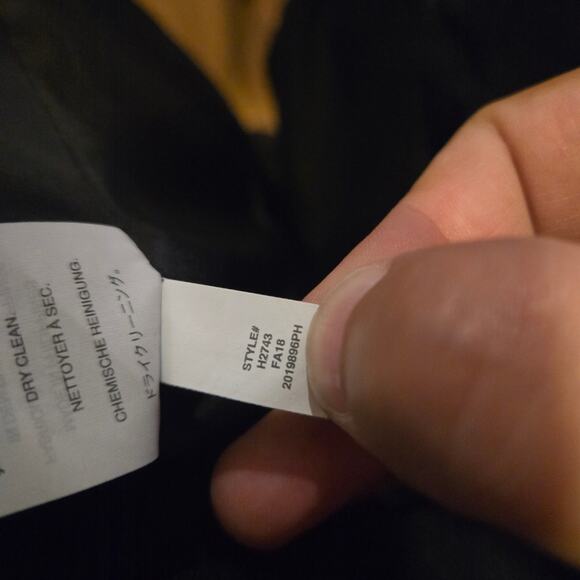 DRY CLEAN.
NETTOYER À SEC.
CHEMISCHE REINIGUNG.
ドライクリーニング。
STYLE#
H2743
FA18
2019896PH